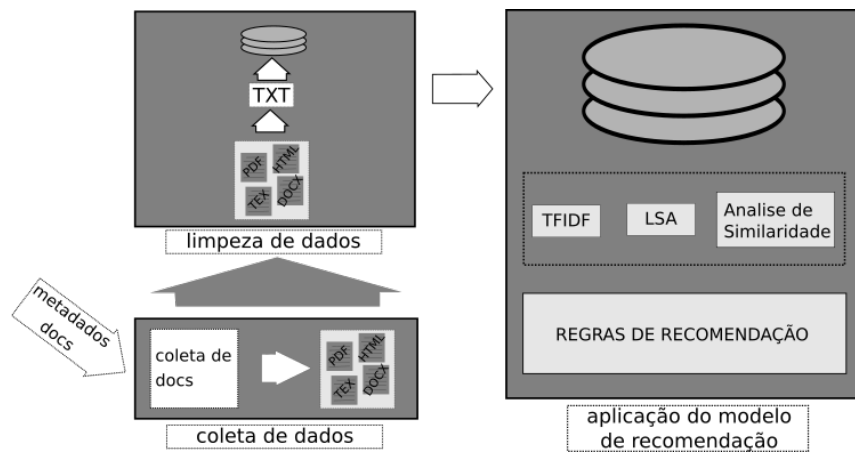 TXT
PDF
HTML
TEX
DOCX
limpeza de dados
metadados
docs
coleta de
docs
PDF
HTML
TEX
DOCX
coleta de dados
TFIDF
LSA
Analise de
Similaridade
REGRAS DE RECOMENDAÇÃO
aplicação do modelo
de recomendação